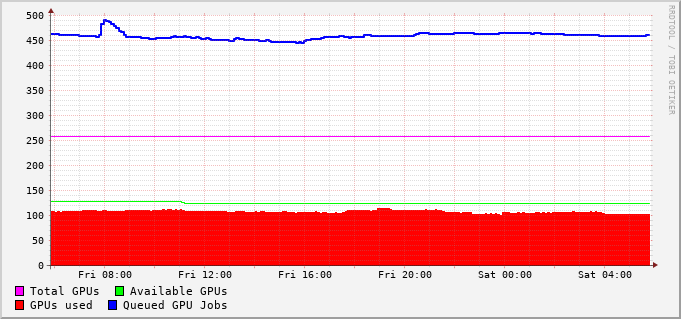 500
450
400
350
300
250
200
150
100
50
0
Fri 08:00 Fri 12:00 Fri 16:00 Fri 20:00 Sat 00:00 Sat 04:00
Total GPUs Available GPUs
GPUs used Queued GPU Jobs
RRDTOOL / TOBI OETIKER